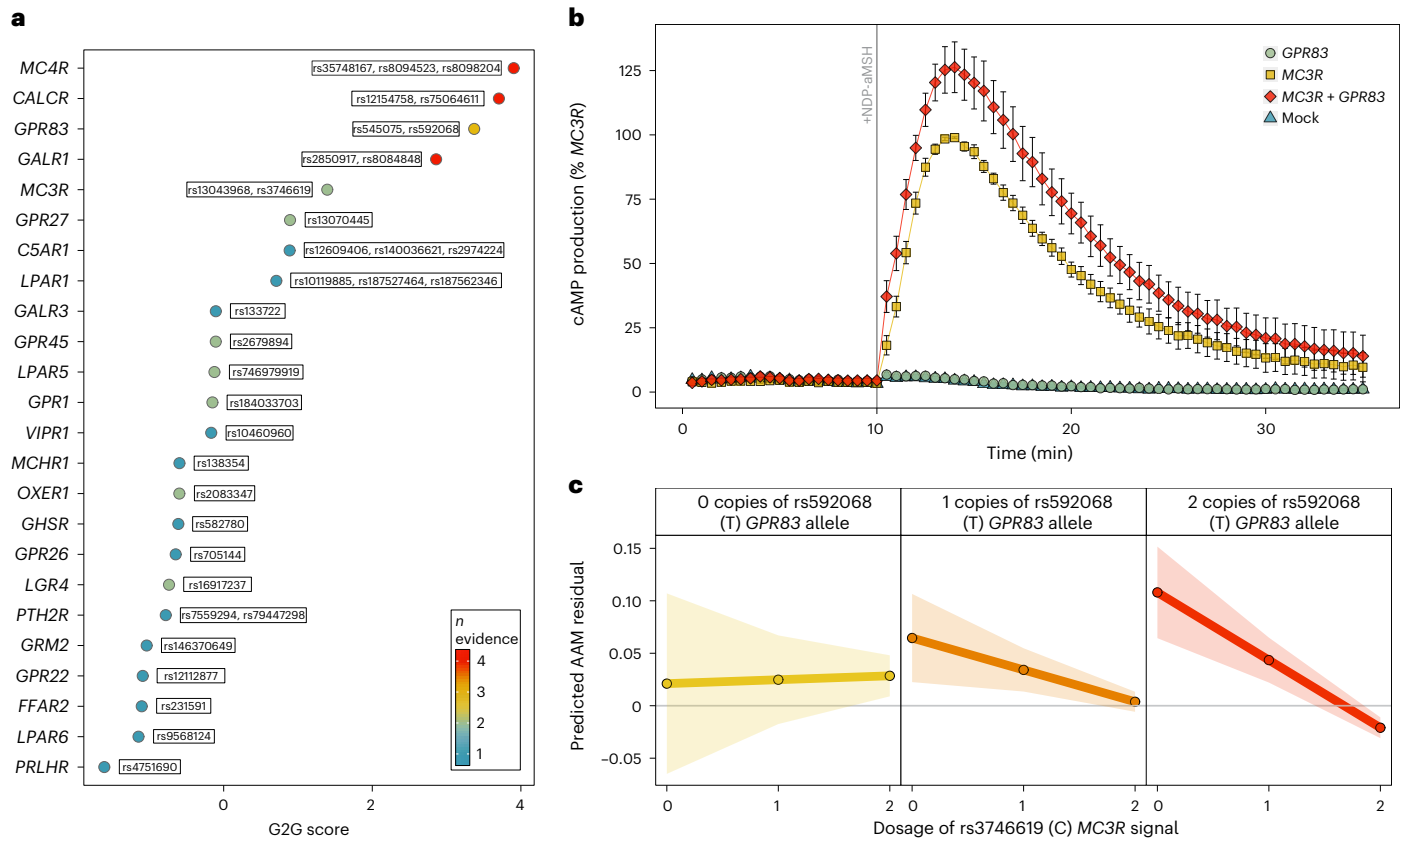 a
MC4R
rs35748167, rs8094523, rs8098204
CALCR
rs12154758, rs75064611
GPR83
rs545075, rs592068
GALR1
rs2850917, rs8084848
MC3R
rs13043968, rs3746619
GPR27
rs13070445
C5AR1
rs12609406, rs140036621, rs2974224
LPAR1
rs10119885, rs187527464, rs187562346
GALR3
rs133722
GPR45
rs2679894
LPAR5
rs746979919
GPR1
rs184033703
VIPR1
rs10460960
MCHR1
rs138354
OXER1
rs2083347
GHSR
rs582780
GPR26
rs705144
LGR4
rs16917237
PTH2R
rs7559294, rs79447298
GRM2
rs146370649
GPR22
rs12112877
FFAR2
rs231591
LPAR6
rs9568124
PRLHR
rs4751690
n
evidence
4
3
2
1
0 2 4
G2G score
b
cAMP production (% MC3R)
125
100
75
50
25
0
+NDP-aMSH
GPR83
MC3R
MC3R + GPR83
Mock
0 10 20 30
Time (min)
c
0 copies of rs592068
(T) GPR83 allele
1 copies of rs592068
(T) GPR83 allele
2 copies of rs592068
(T) GPR83 allele
Predicted AAM residual
0.15
0.10
0.05
0
−0.05
0 1 2 0 1 2 0 1 2
Dosage of rs3746619 (C) MC3R signal